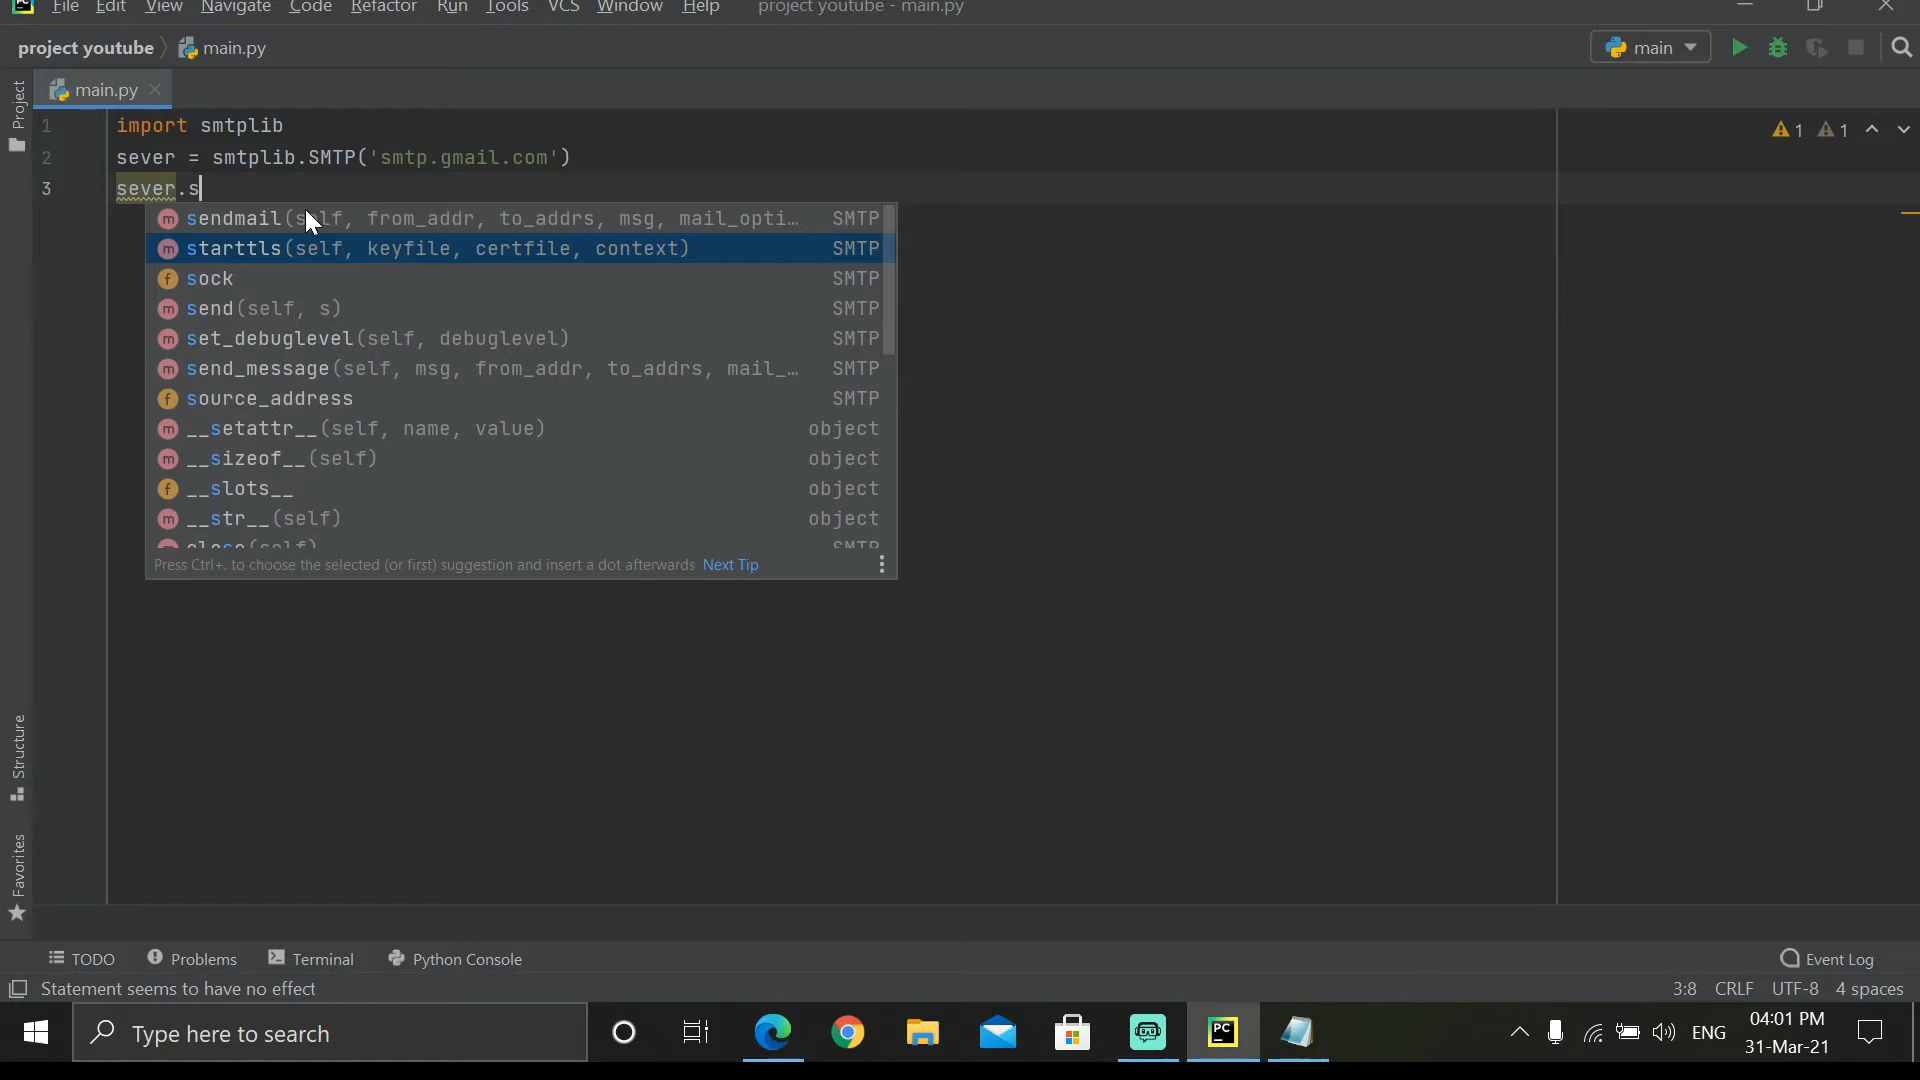 PC File Edit View Navigate Code Refactor Run Tools VCS Window Help project youtube - main.py
project youtube main.py main
Project
main.py
1 import smtplib 1 1
2 sever = smtplib.SMTP('smtp.gmail.com')
3 sever.s
m sendmail(self, from_addr, to_addrs, msg, mail_opti... SMTP
m starttls(self, keyfile, certfile, context) SMTP
f sock SMTP
m send(self, s) SMTP
m set_debuglevel(self, debuglevel) SMTP
m send_message(self, msg, from_addr, to_addrs, mail_... SMTP
f source_address SMTP
m __setattr__(self, name, value) object
m __sizeof__(self) object
f __slots__ object
m __str__(self) object
m close(self) SMTP
Press Ctrl+. to choose the selected (or first) suggestion and insert a dot afterwards Next Tip
Structure
Favorites
TODO Problems Terminal Python Console Event Log
Statement seems to have no effect 3:8 CRLF UTF-8 4 spaces
Type here to search PC ENG 04:01 PM
31-Mar-21